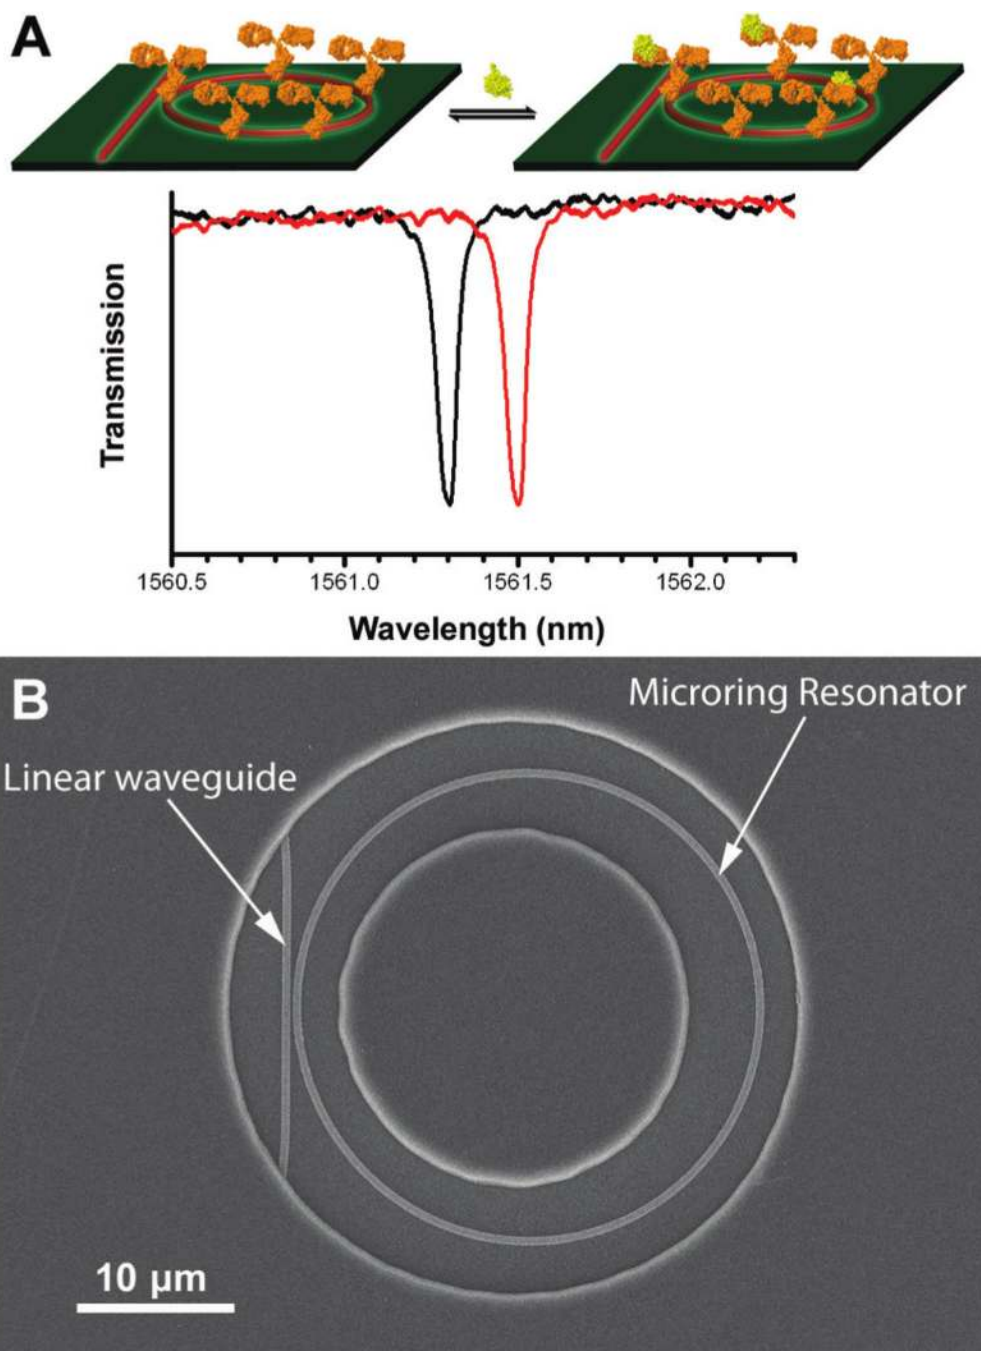 A
Transmission
1560.5 1561.0 1561.5 1562.0
Wavelength (nm)
B
Microring Resonator
Linear waveguide
10 µm